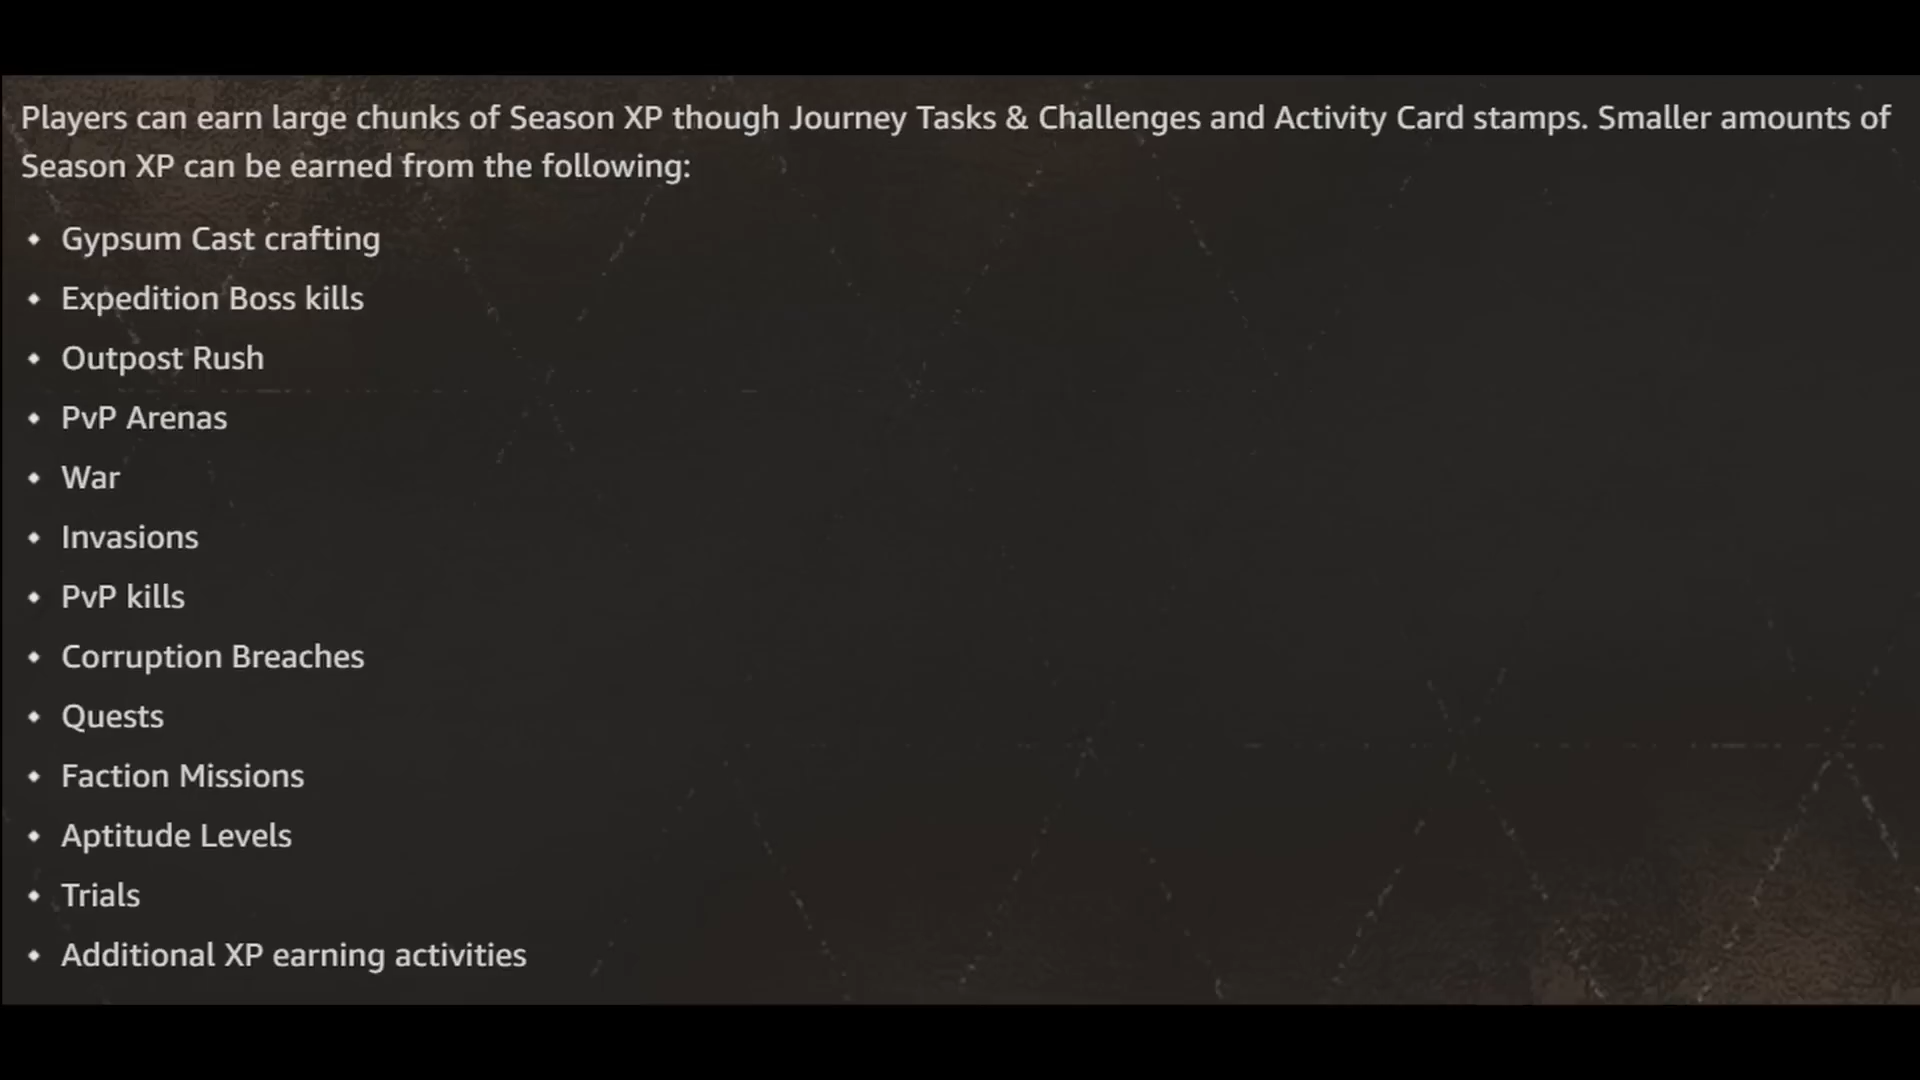 Players can earn large chunks of Season XP though Journey Tasks & Challenges and Activity Card stamps. Smaller amounts of
Season XP can be earned from the following:
• Gypsum Cast crafting
• Expedition Boss kills
• Outpost Rush
• PvP Arenas
• War
• Invasions
• PvP kills
• Corruption Breaches
• Quests
• Faction Missions
• Aptitude Levels
• Trials
• Additional XP earning activities